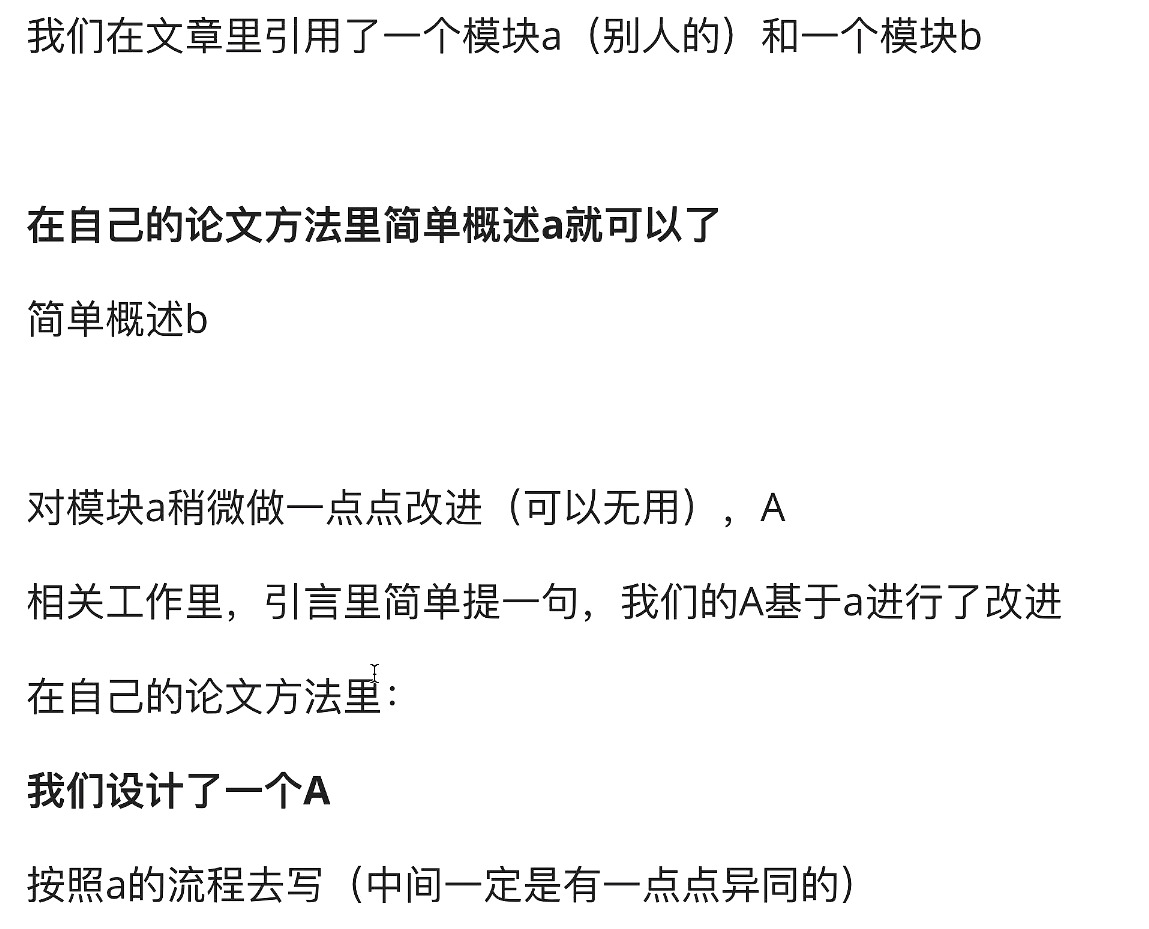 我们在文章里引用了一个模块a（别人的）和一个模块b
在自己的论文方法里简单概述a就可以了
简单概述b
对模块a稍微做一点点改进（可以无用），A
相关工作里，引言里简单提一句，我们的A基于a进行了改进
在自己的论文方法里：
我们设计了一个A
按照a的流程去写（中间一定是有一点点异同的）